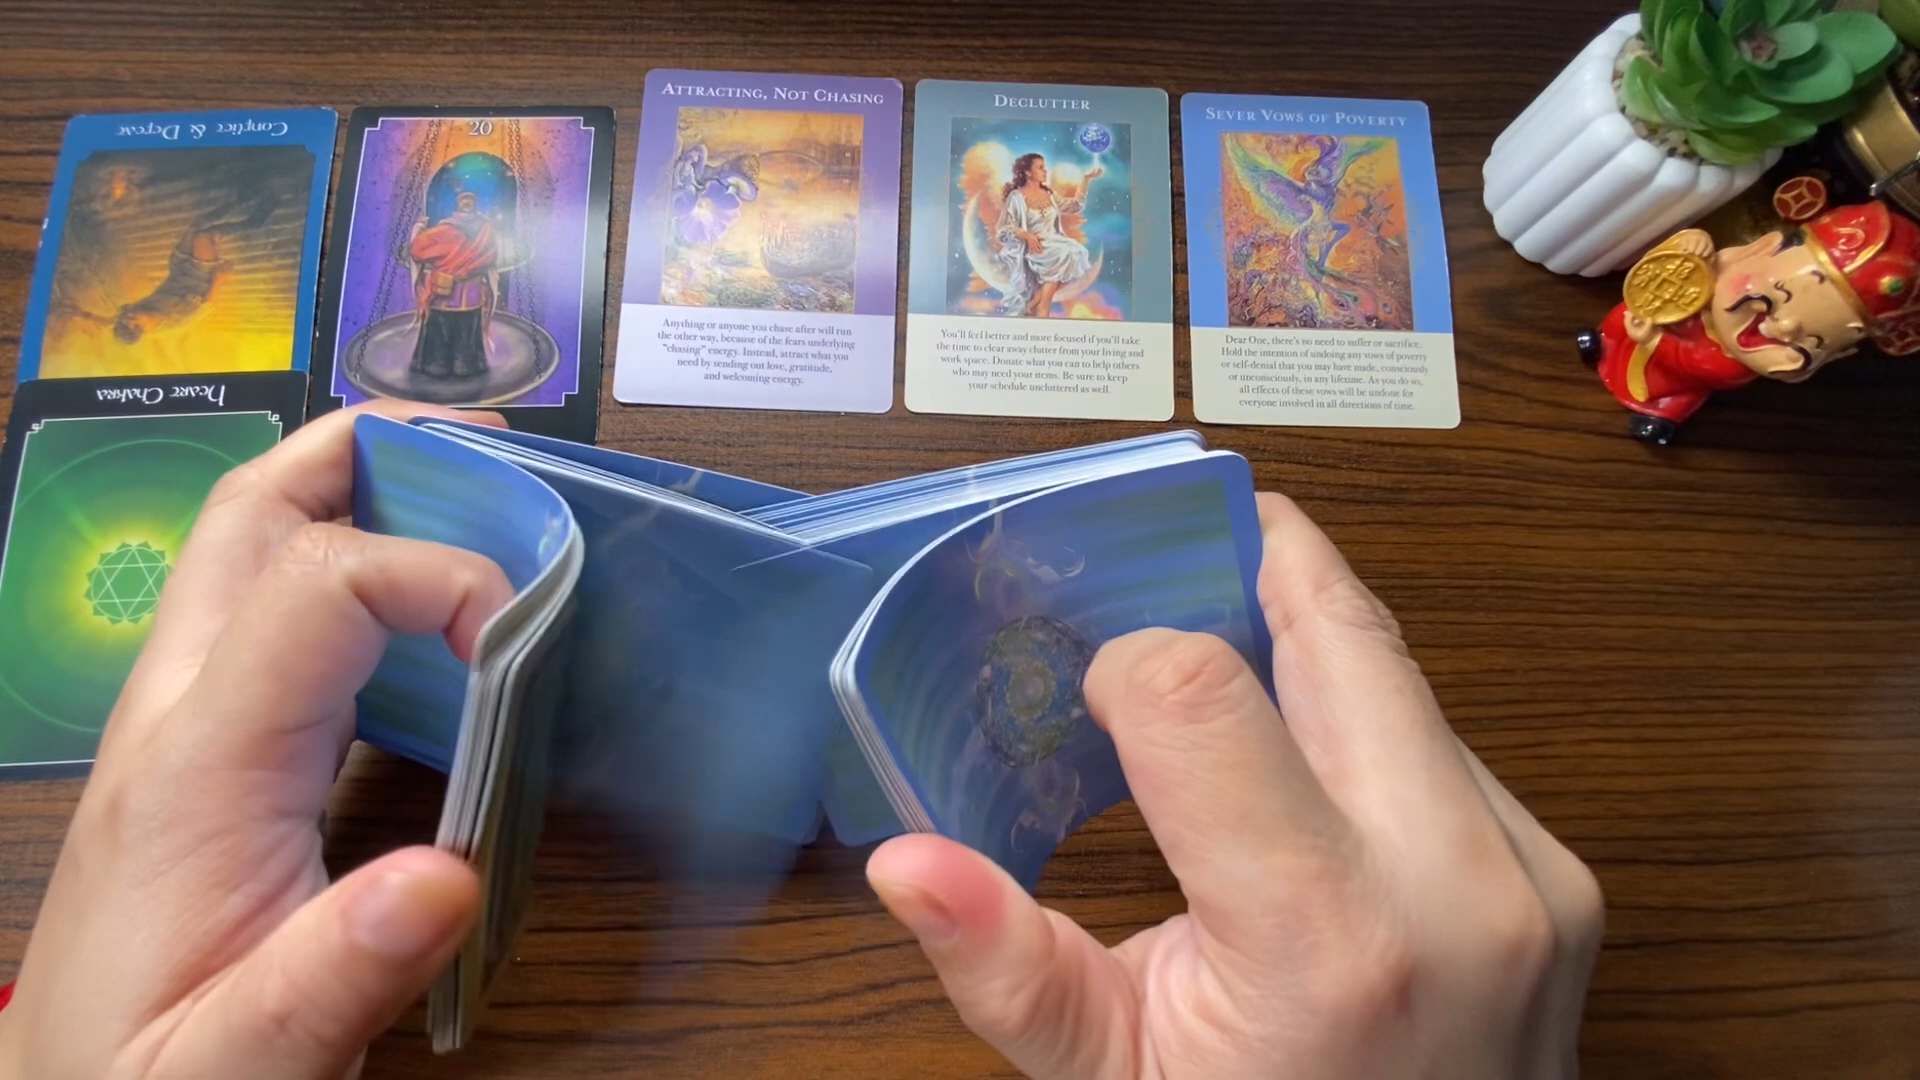 Conflict & Defeat
Heart Chakra
20
Attracting, Not Chasing
Anything or anyone you chase after will run
the other way, because of the fears underlying
"chasing" energy. Instead, attract what you
need by sending out love, gratitude,
and welcoming energy.
Declutter
You'll feel better and more focused if you'll take
the time to clear away clutter from your living and
work space. Donate what you can to help others
who may need your items. Be sure to keep
your schedule uncluttered as well.
Sever Vows of Poverty
Dear One, there's no need to suffer or sacrifice.
Hold the intention of undoing any vows of poverty
or self-denial that you may have made, consciously
or unconsciously, in any lifetime. As you do so,
all effects of these vows will be undone for
everyone involved in all directions of time.